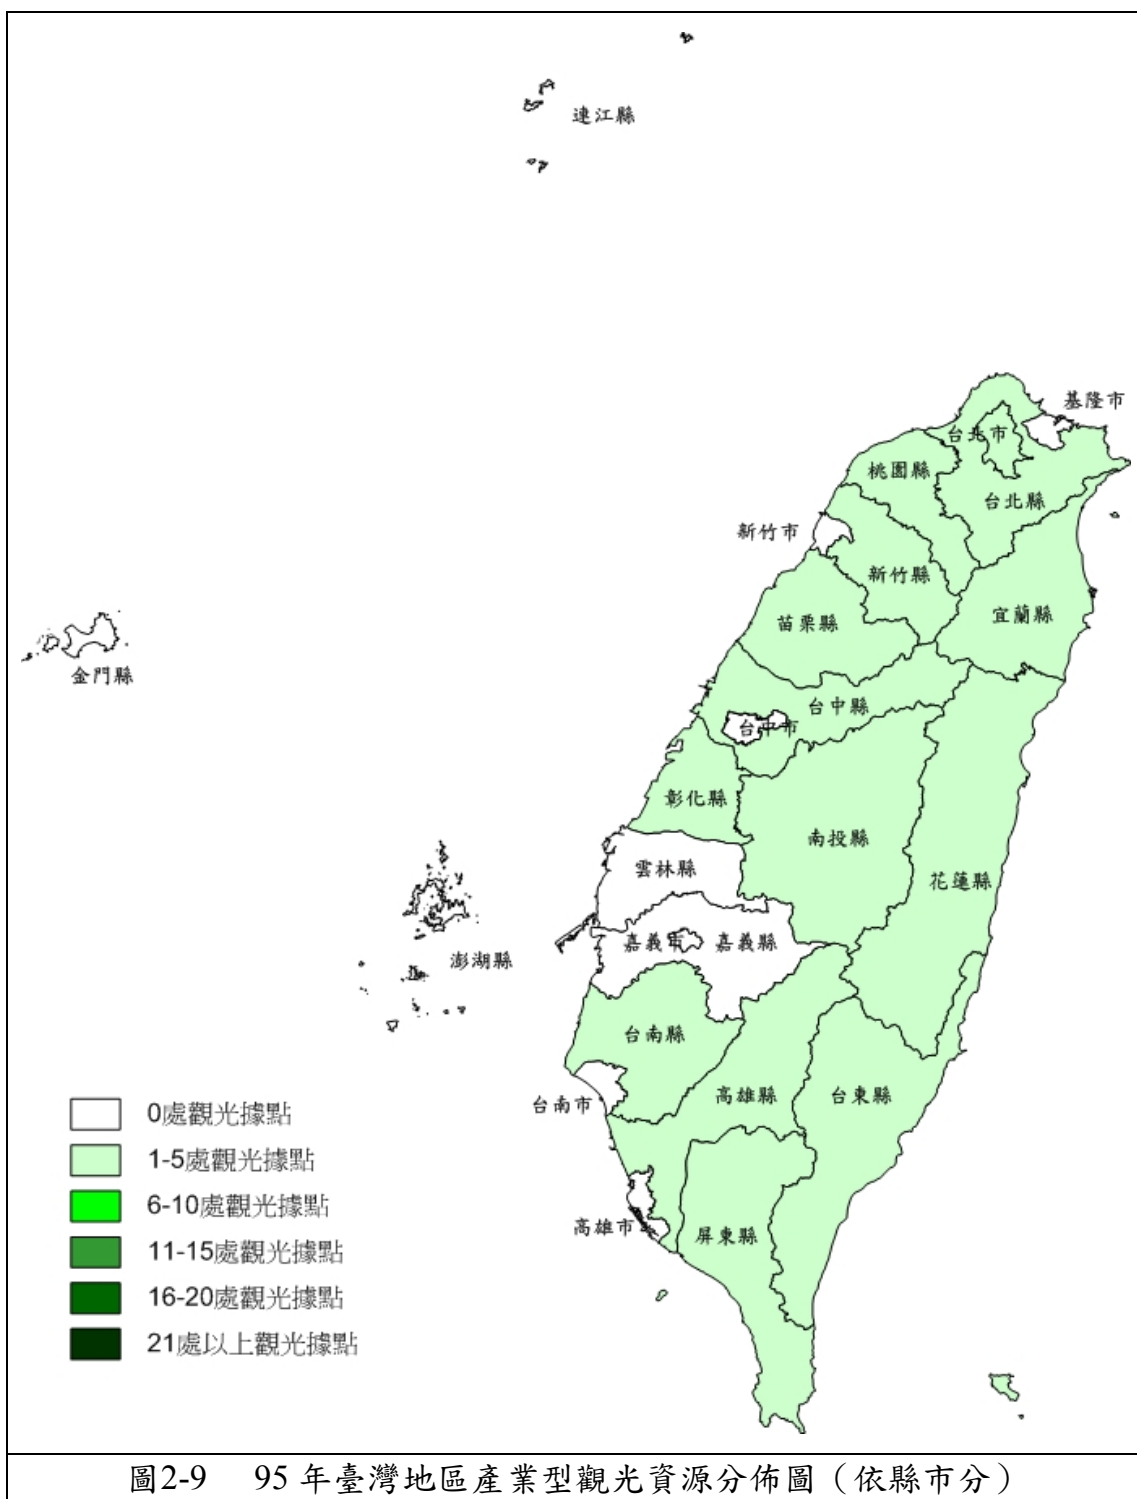 連江縣
基隆市
台北市
桃園縣
台北縣
新竹市
新竹縣
宜蘭縣
苗栗縣
金門縣
台中縣
台中市
彰化縣
南投縣
雲林縣
花蓮縣
嘉義市
嘉義縣
澎湖縣
台南縣
高雄縣
台東縣
台南市
高雄市
屏東縣
0處觀光據點
1-5處觀光據點
6-10處觀光據點
11-15處觀光據點
16-20處觀光據點
21處以上觀光據點
圖2-9 95 年臺灣地區產業型觀光資源分佈圖（依縣市分）